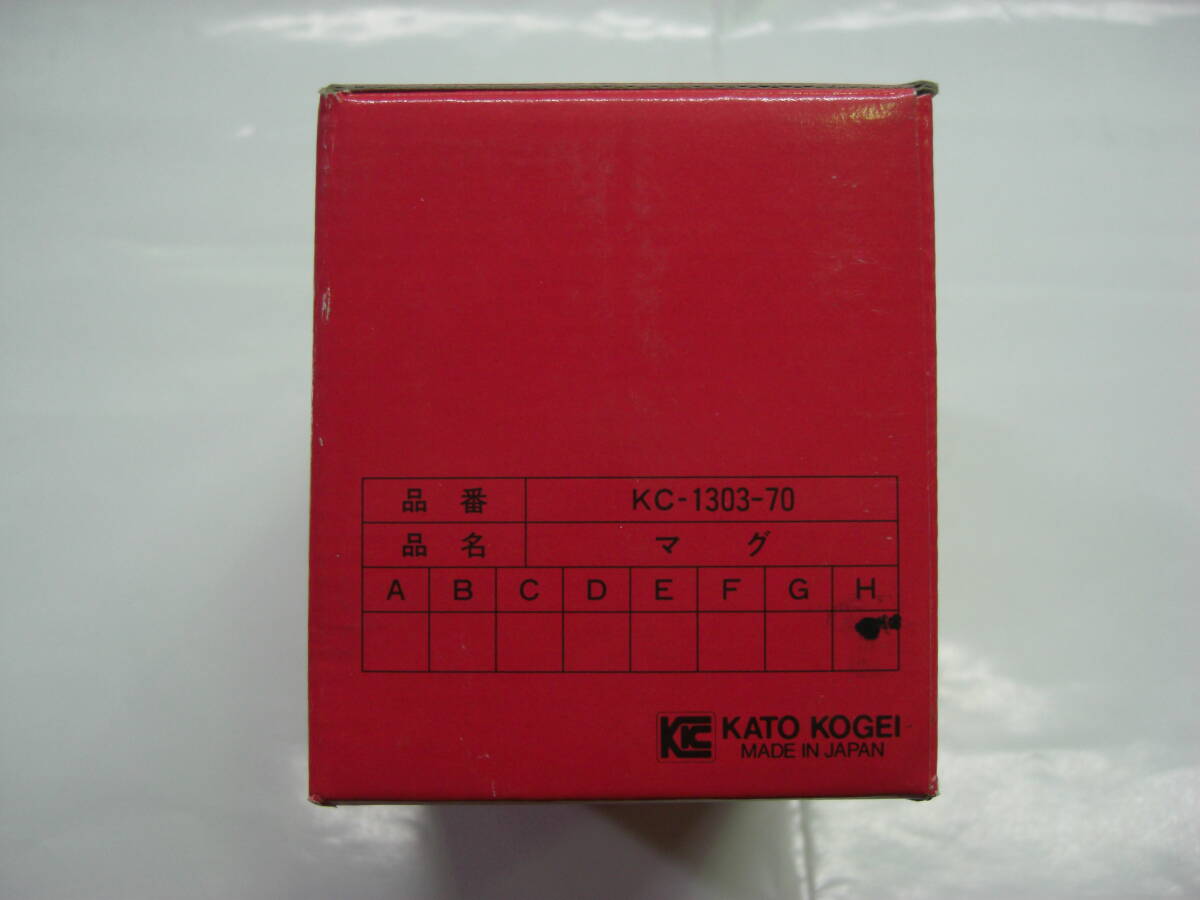 品番 KC-1303-70
品名 マグ
A B C D E F G H
KC KATO KOGEI
MADE IN JAPAN